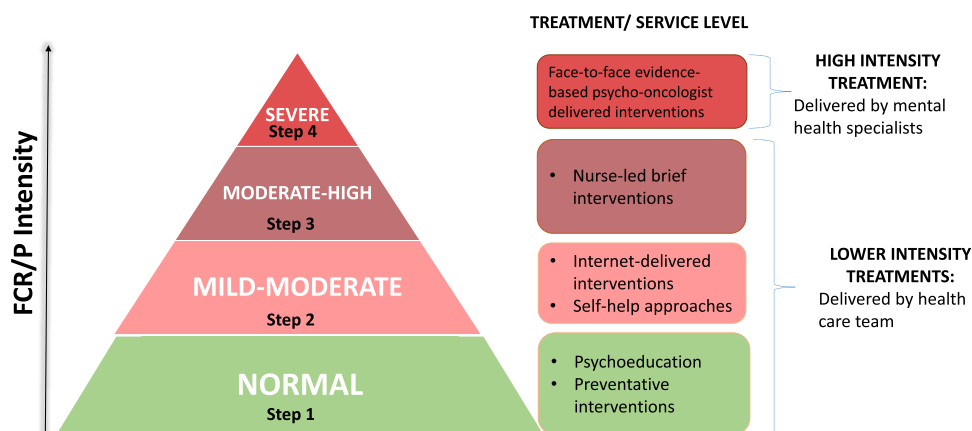 TREATMENT/ SERVICE LEVEL
FCR/P Intensity
SEVERE
Step 4
Face-to-face evidence-
based psycho-oncologist
delivered interventions
HIGH INTENSITY
TREATMENT:
Delivered by mental
health specialists
MODERATE-HIGH
Step 3
• Nurse-led brief
interventions
MILD-MODERATE
Step 2
• Internet-delivered
interventions
• Self-help approaches
LOWER INTENSITY
TREATMENTS:
Delivered by health
care team
NORMAL
Step 1
• Psychoeducation
• Preventative
interventions